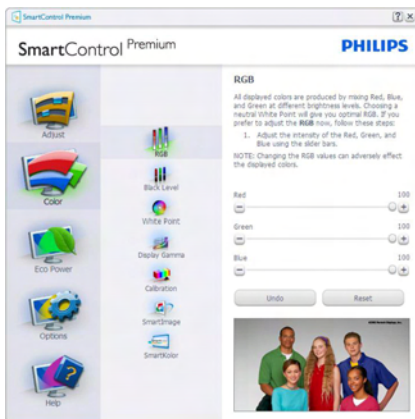 SmartControl Premium
SmartControl Premium
PHILIPS
Adjust
Color
Eco Power
Options
Help
RGB
Black Level
White Point
Display Gamma
Calibration
SmartImage
SmartKolor
RGB
All displayed colors are produced by mixing Red, Blue,
and Green at different brightness levels. Choosing a
neutral White Point will give you optimal RGB. If you
prefer to adjust the RGB now, follow these steps:
1. Adjust the intensity of the Red, Green, and
Blue using the slider bars.
NOTE: Changing the RGB values can adversely effect
the displayed colors.
Red 100
Green 100
Blue 100
Undo Reset